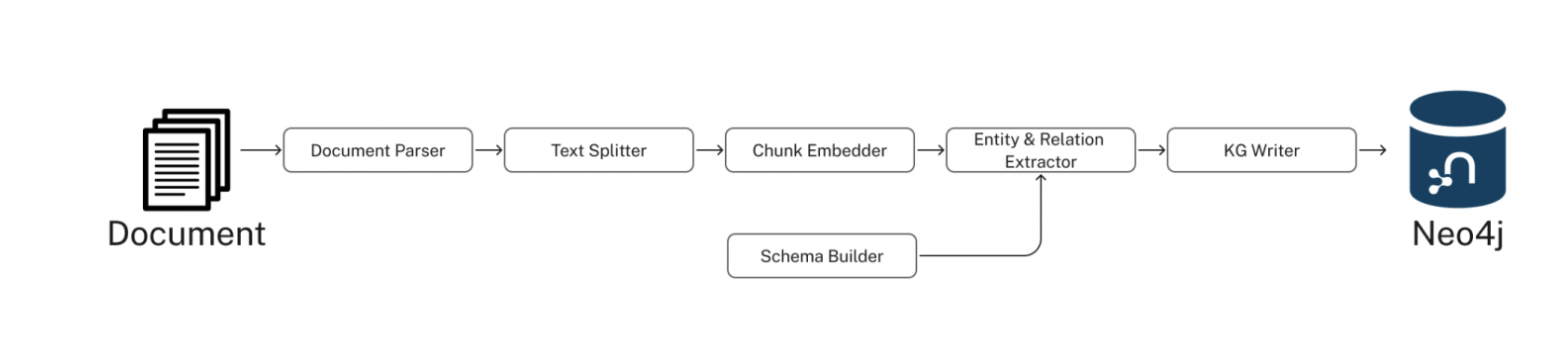 Document Parser
Text Splitter
Chunk Embedder
Entity & Relation
Extractor
KG Writer
Document
Neo4j
Schema Builder